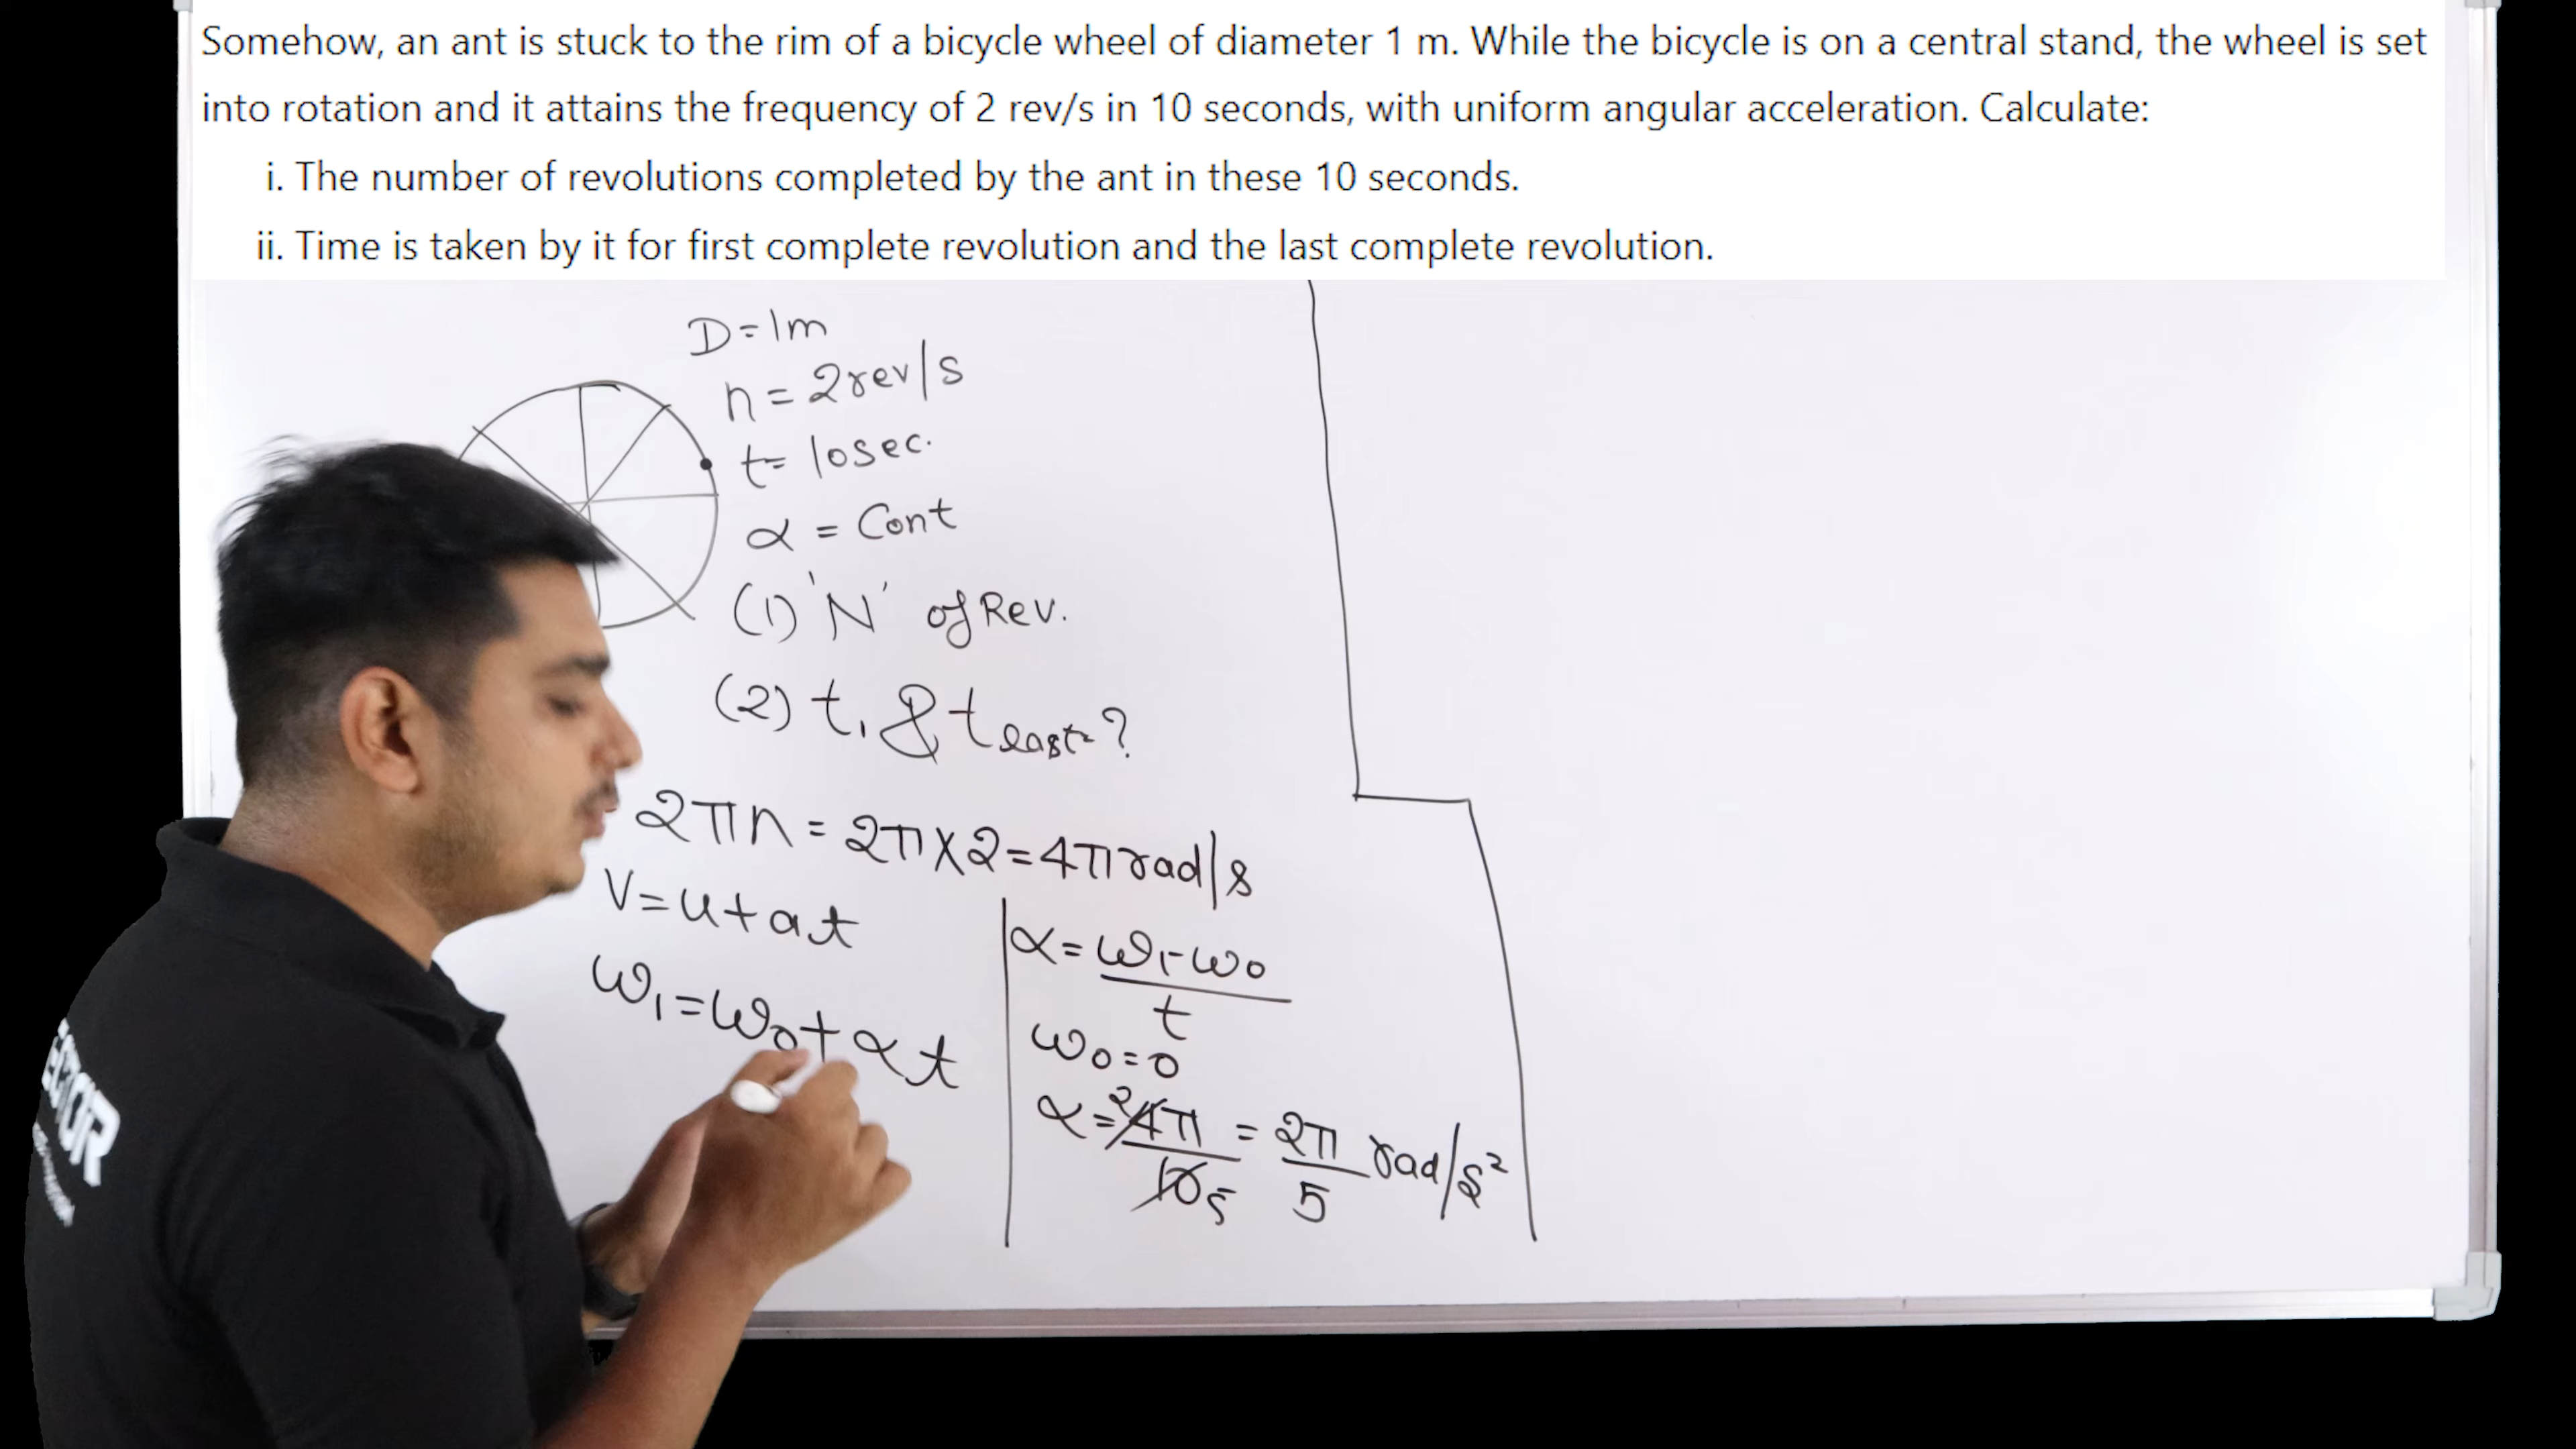 Somehow, an ant is stuck to the rim of a bicycle wheel of diameter 1 m. While the bicycle is on a central stand, the wheel is set
into rotation and it attains the frequency of 2 rev/s in 10 seconds, with uniform angular acceleration. Calculate:
i. The number of revolutions completed by the ant in these 10 seconds.
ii. Time is taken by it for first complete revolution and the last complete revolution.
D=1m
n = 2rev/s
t= 10sec.
α = Cont
(1) 'N' of Rev.
(2) t₁ & t last?
2πn = 2π×2=4π rad/s
V=u+at
ω₁=ω₀+αt
α= ω₁-ω₀
t
ω₀=0
α= 2 4π = 2π rad/s²
10 5 5